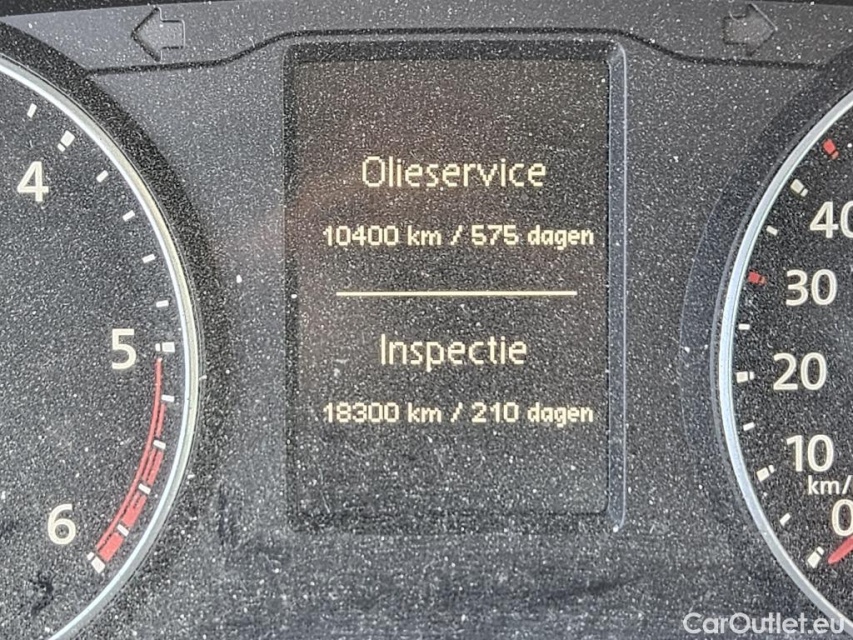 Olieservice
10400 km / 575 dagen
Inspectie
18300 km / 210 dagen
4
5
6
40
30
20
10
km/
0
CarOutlet.eu